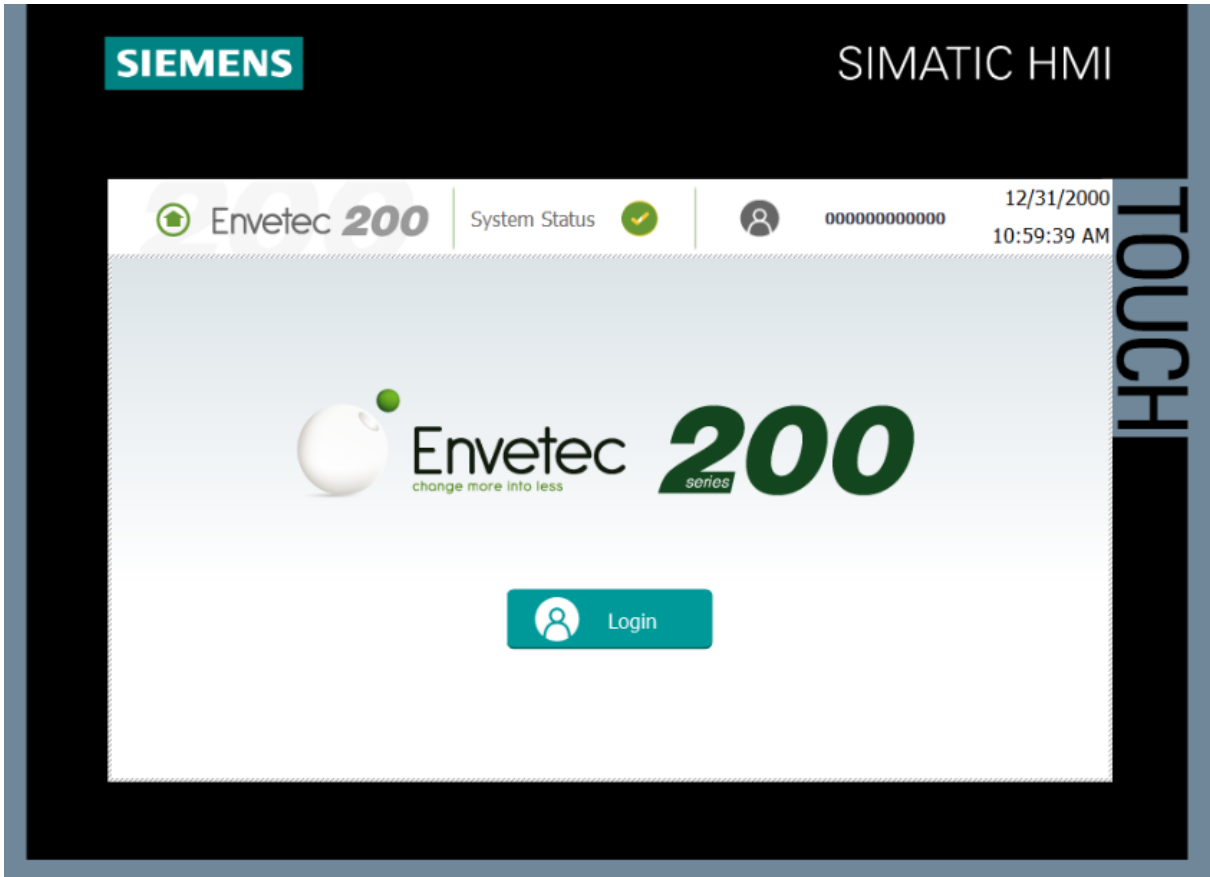 SIEMENS
SIMATIC HMI
TOUCH
200
Envetec 200
System Status
000000000000
12/31/2000
10:59:39 AM
Envetec
change more into less
200
series
Login